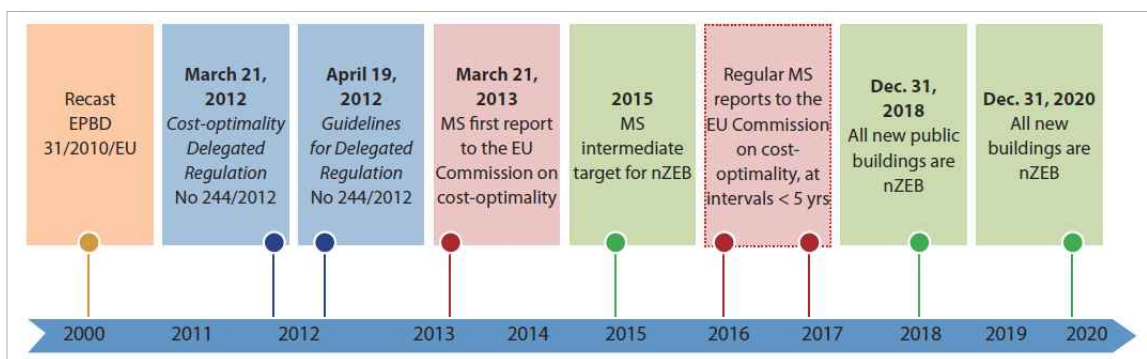 Recast
EPBD
31/2010/EU
March 21,
2012
Cost-optimality
Delegated
Regulation
No 244/2012
April 19,
2012
Guidelines
for Delegated
Regulation
No 244/2012
March 21,
2013
MS first report
to the EU
Commission on
cost-optimality
2015
MS
intermediate
target for nZEB
Regular MS
reports to the
EU Commission
on cost-
optimality, at
intervals < 5 yrs
Dec. 31,
2018
All new public
buildings are
nZEB
Dec. 31, 2020
All new
buildings are
nZEB
2000 2011 2012 2013 2014 2015 2016 2017 2018 2019 2020